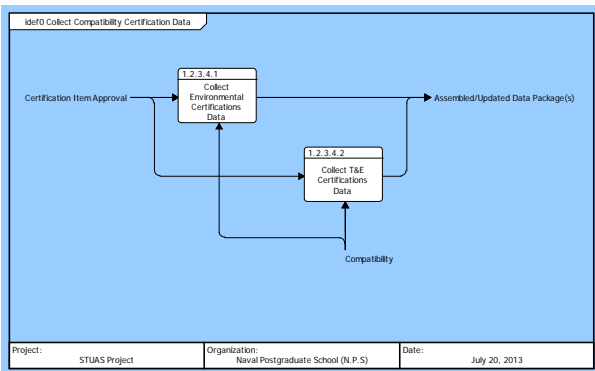 idef0 Collect Compatibility Certification Data
1.2.3.4.1
Collect
Environmental
Certifications
Data
Certification Item Approval
Assembled/Updated Data Package(s)
1.2.3.4.2
Collect T&E
Certifications
Data
Compatibility
Project:
STUAS Project
Organization:
Naval Postgraduate School (N.P.S)
Date:
July 20, 2013